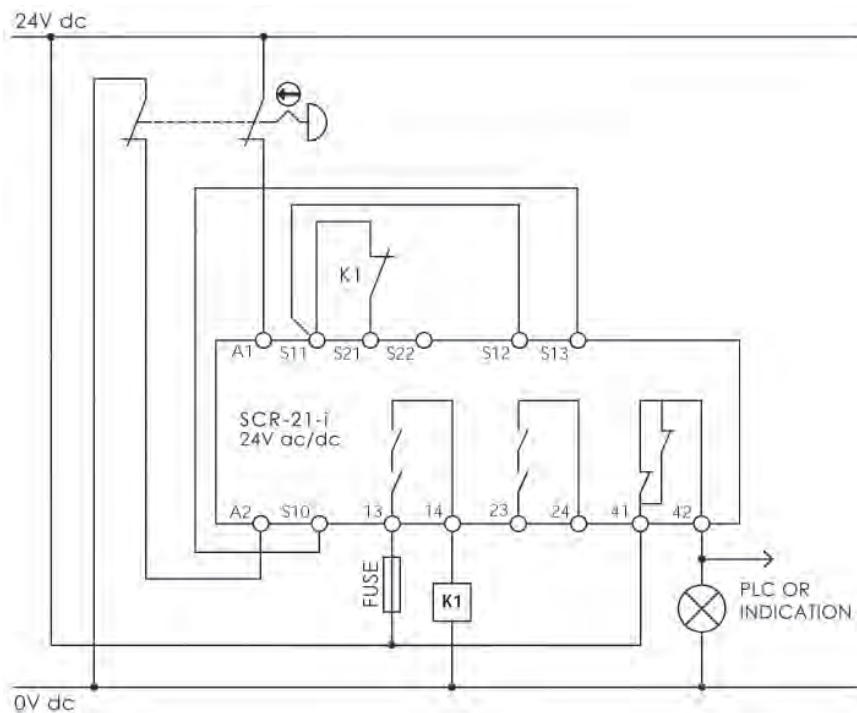 24V dc
K1
A1 S11 S21 S22 S12 S13
SCR-21-i
24V ac/dc
A2 S10 13 14 23 24 41 42
FUSE
K1
PLC OR
INDICATION
0V dc